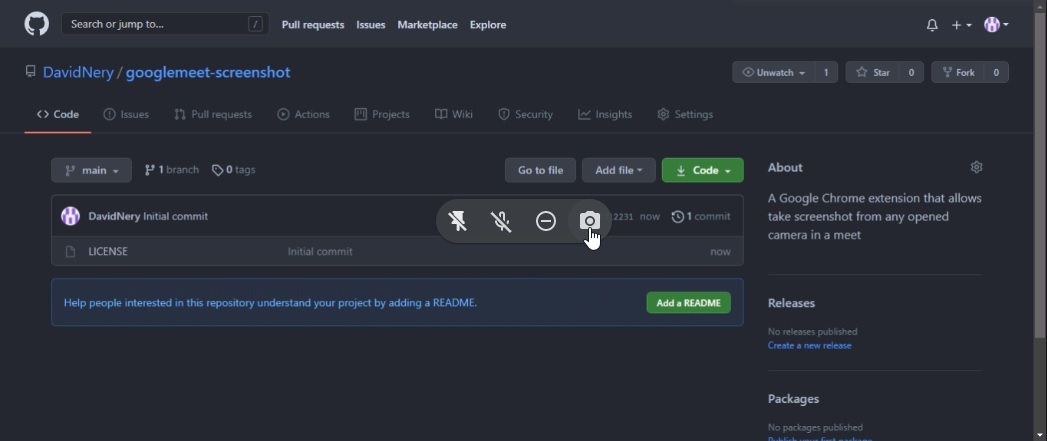 Search or jump to... /
Pull requests Issues Marketplace Explore
DavidNery / googlemeet-screenshot
Unwatch 1 Star 0 Fork 0
Code Issues Pull requests Actions Projects Wiki Security Insights Settings
main 1 branch 0 tags Go to file Add file Code
DavidNery Initial commit 2231 now 1 commit
LICENSE Initial commit now
Help people interested in this repository understand your project by adding a README. Add a README
About
A Google Chrome extension that allows
take screenshot from any opened
camera in a meet
Releases
No releases published
Create a new release
Packages
No packages published
Publish your first package